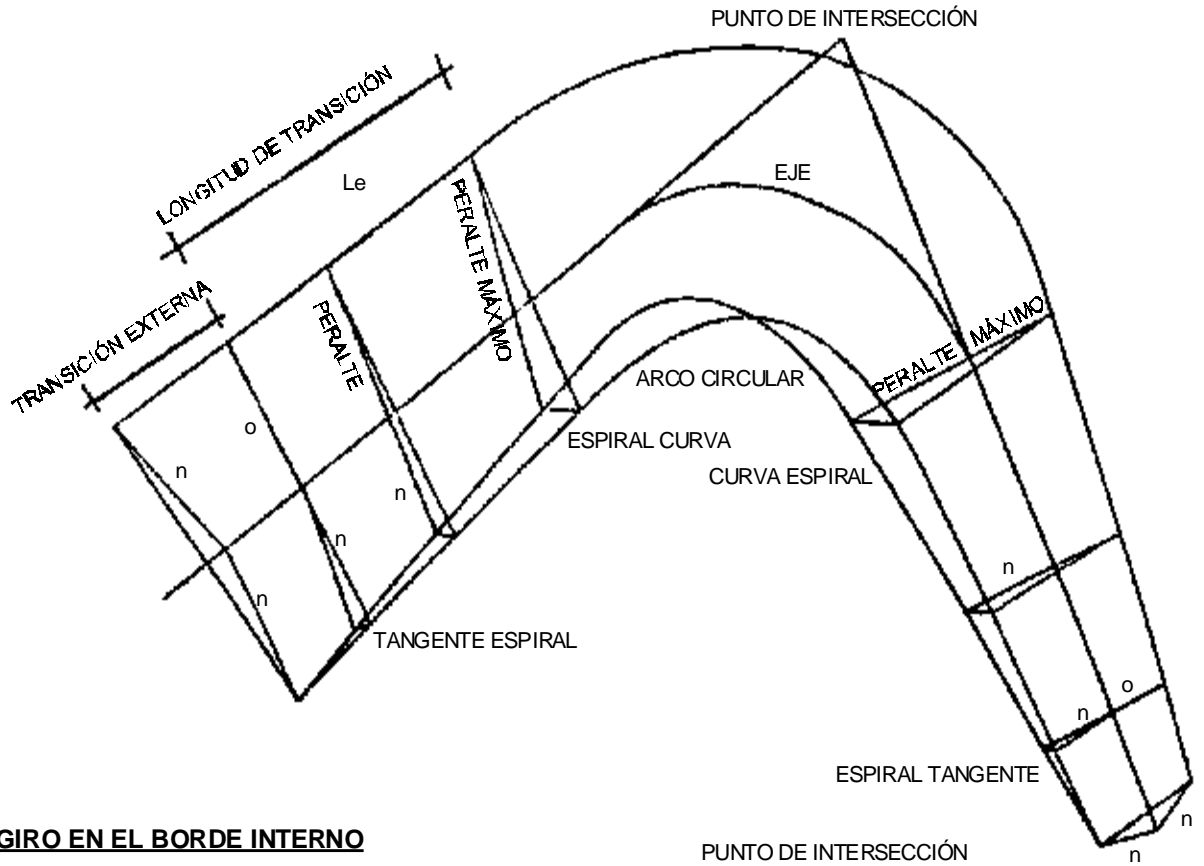 PUNTO DE INTERSECCIÓN
LONGITUD DE TRANSICIÓN
Le
EJE
PERALTE MÁXIMO
TRANSICIÓN EXTERNA
PERALTE
PERALTE MÁXIMO
ARCO CIRCULAR
o
ESPIRAL CURVA
n
CURVA ESPIRAL
n
n
n
n
TANGENTE ESPIRAL
o
n
ESPIRAL TANGENTE
n
n
GIRO EN EL BORDE INTERNO
PUNTO DE INTERSECCIÓN